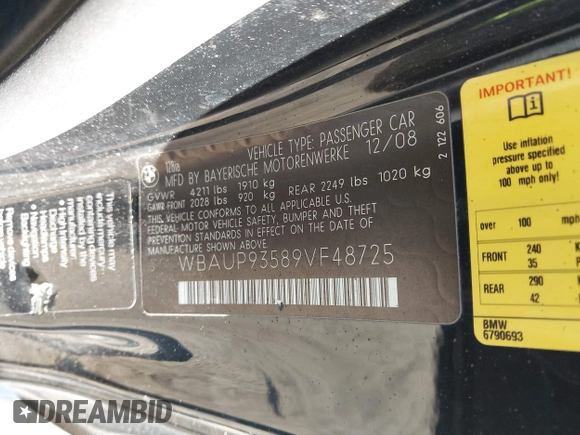 128i
VEHICLE TYPE: PASSENGER CAR
MFD BY BAYERISCHE MOTORENWERKE 12/08
GVWR 4211 lbs 1910 kg
GAWR FRONT 2028 lbs 920 kg REAR 2249 lbs 1020 kg
THIS VEHICLE CONFORMS TO ALL APPLICABLE
FEDERAL MOTOR VEHICLE SAFETY, BUMPER AND THEFT
PREVENTION STANDARDS IN EFFECT ON THE DATE OF
MANUFACTURE SHOWN ABOVE.
WBAUP93589VF48725
2 122 606
IMPORTANT!
Use this inflation
pressure specified
above up to
100 mph only!
over 100 mph
FRONT 240
35
REAR 290
42
BMW
6790693
DREAMBID